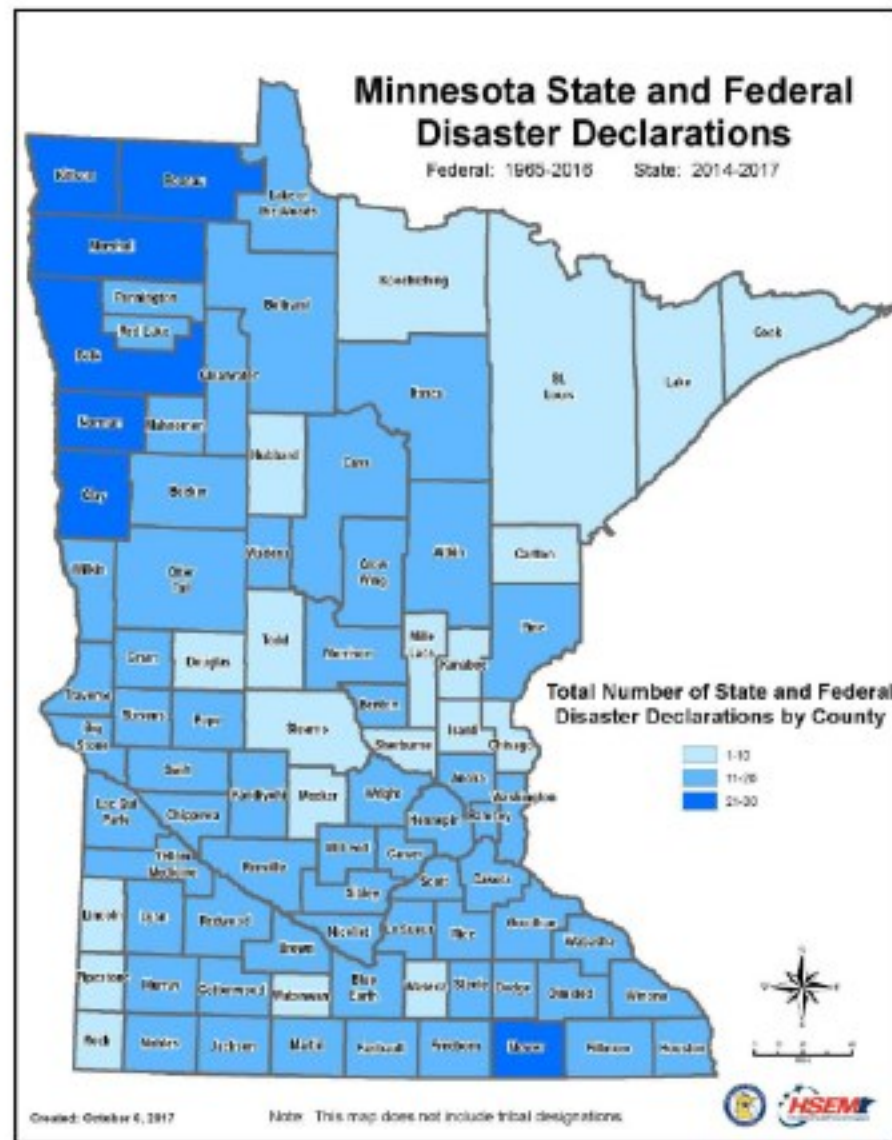 Minnesota State and Federal
Disaster Declarations
Federal: 1965-2016 State: 2014-2017
Kittson
Roseau
Lake of
the Woods
Marshall
Koochiching
Pennington
Beltrami
Red Lake
Polk
Cook
Clearwater
St.
Louis
Lake
Itasca
Norman
Mahnomen
Hubbard
Cass
Clay
Becker
Aitkin
Wadena
Crow
Wing
Carlton
Wilkin
Otter
Tail
Todd
Mille
Lacs
Pine
Morrison
Kanabec
Grant
Douglas
Traverse
Benton
Stevens
Pope
Stearns
Big
Stone
Isanti
Chisago
Sherburne
Swift
Anoka
Kandiyohi
Meeker
Wright
Washington
Lac Qui
Parle
Chippewa
Hennepin
Ramsey
McLeod
Carver
Yellow
Medicine
Renville
Scott
Dakota
Sibley
Lincoln
Lyon
Redwood
Nicollet
Le Sueur
Rice
Goodhue
Wabasha
Brown
Pipestone
Murray
Cottonwood
Watonwan
Blue
Earth
Waseca
Steele
Dodge
Olmsted
Winona
Rock
Nobles
Jackson
Martin
Faribault
Freeborn
Mower
Fillmore
Houston
Total Number of State and Federal
Disaster Declarations by County
1-10
11-20
21-30
Created: October 6, 2017
Note: This map does not include tribal designations
HSEM